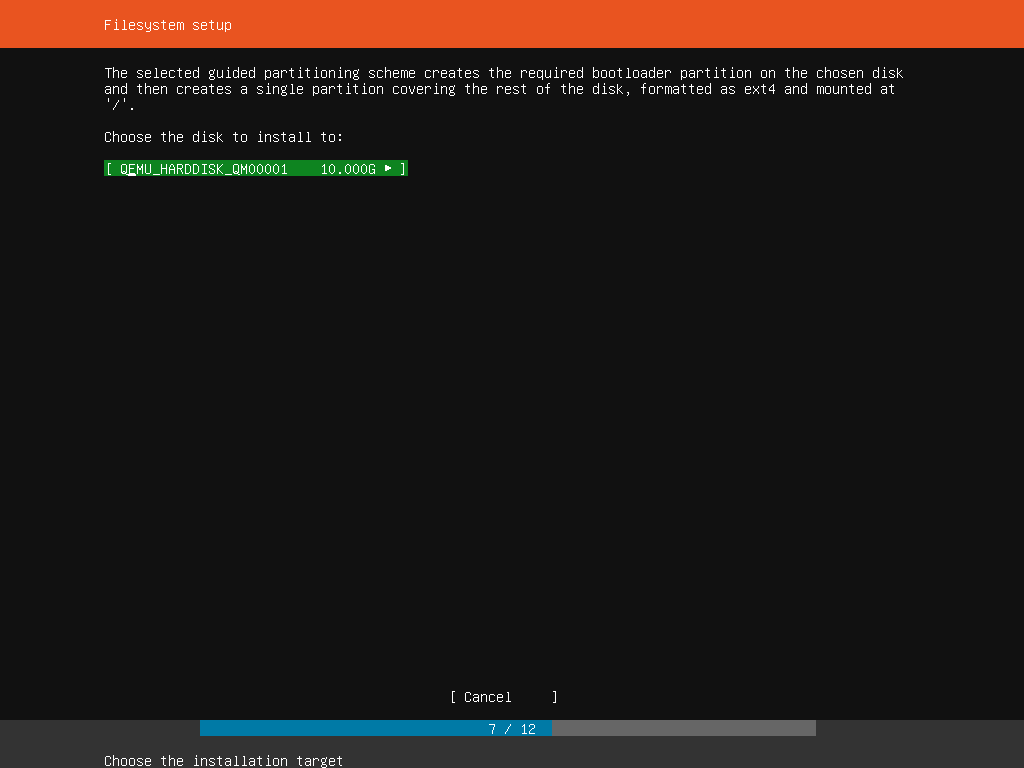 Filesystem setup
The selected guided partitioning scheme creates the required bootloader partition on the chosen disk
and then creates a single partition covering the rest of the disk, formatted as ext4 and mounted at
'/'.
Choose the disk to install to:
[ QEMU_HARDDISK_QM00001    10.000G ▸ ]
[ Cancel     ]
7 / 12
Choose the installation target